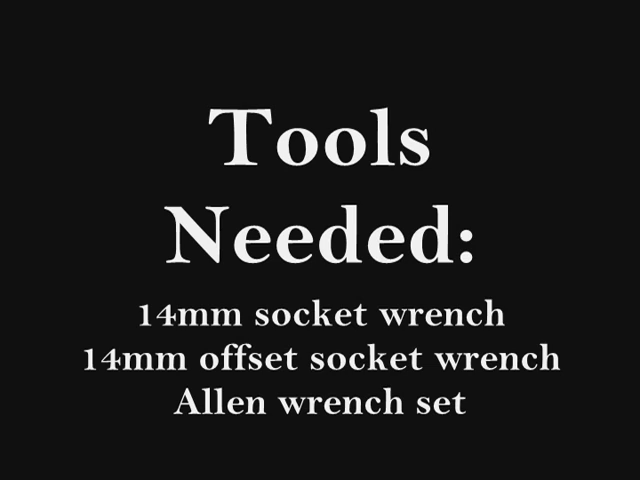 Tools
Needed:
14mm socket wrench
14mm offset socket wrench
Allen wrench set